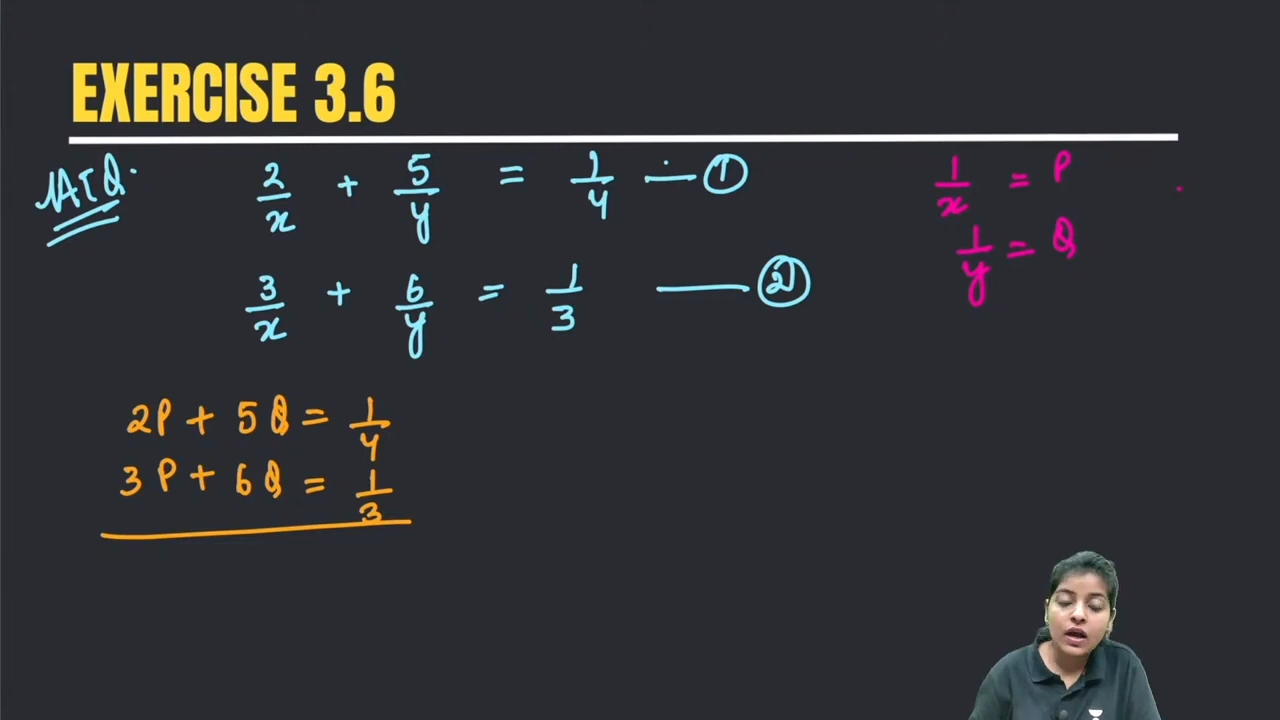 EXERCISE 3.6
ATQ. 2/x + 5/y = 1/4 — ①
3/x + 6/y = 1/3 — ②
1/x = P
1/y = Q
2P + 5Q = 1/4
3P + 6Q = 1/3